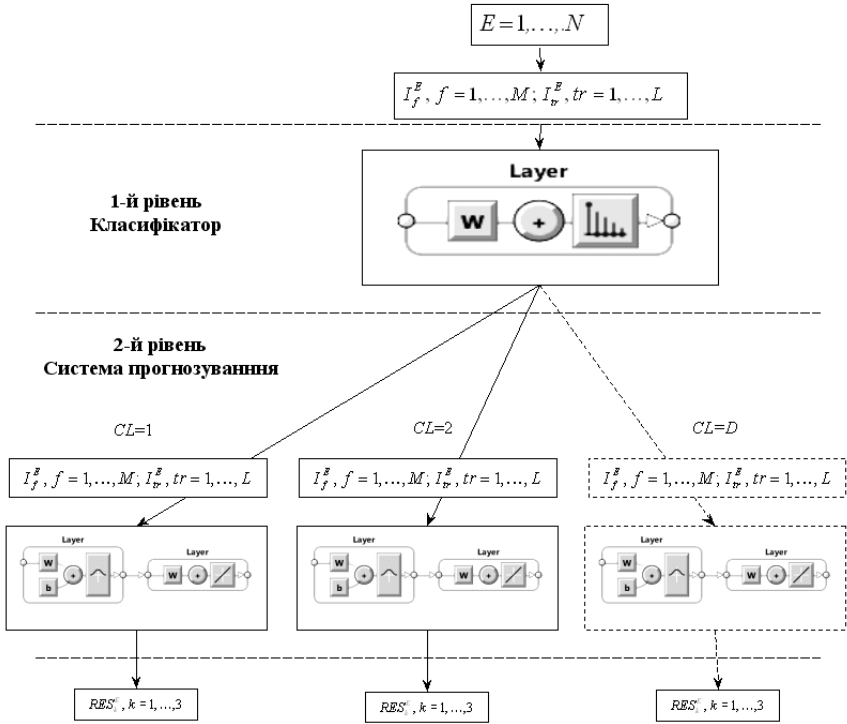 E = 1,…,.N
I_f^E, f = 1,…,M; I_tr^E, tr = 1,…,L
1-й рівень
Класифікатор
Layer
W
+
2-й рівень
Система прогнозуванння
CL=1
CL=2
CL=D
I_f^E, f = 1,…,M; I_tr^E, tr = 1,…,L
I_f^E, f = 1,…,M; I_tr^E, tr = 1,…,L
I_f^E, f = 1,…,M; I_tr^E, tr = 1,…,L
Layer
W
b
+
Layer
W
+
Layer
W
b
+
Layer
W
+
Layer
W
b
+
Layer
W
+
RES_k^E, k = 1,…,3
RES_k^E, k = 1,…,3
RES_k^E, k = 1,…,3